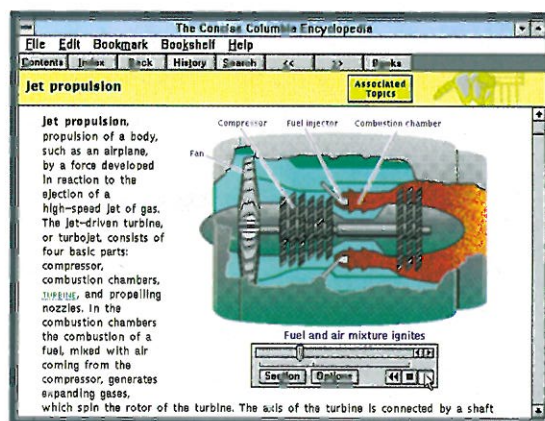 The Concise Columbia Encyclopedia
File Edit Bookmark Bookshelf Help
Contents Index Back History Search << >> Books
Jet propulsion
Associated
Topics
Jet propulsion,
propulsion of a body,
such as an airplane,
by a force developed
in reaction to the
ejection of a
high-speed jet of gas.
The jet-driven turbine,
or turbojet, consists of
four basic parts:
compressor,
combustion chambers,
TURBINE, and propelling
nozzles. In the
combustion chambers
the combustion of a
fuel, mixed with air
coming from the
compressor, generates
expanding gases,
which spin the rotor of the turbine. The axis of the turbine is connected by a shaft
Compressor Fuel injector Combustion chamber
Fan
Fuel and air mixture ignites
Section Options